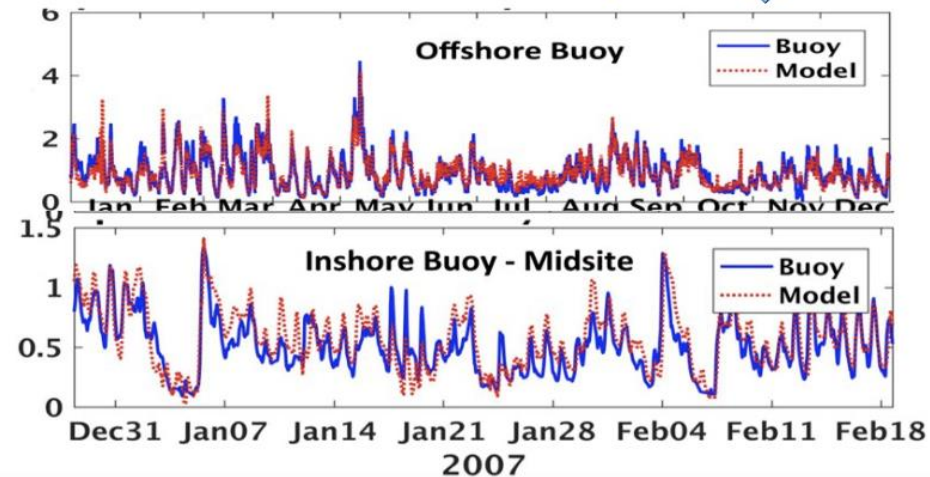 6
Offshore Buoy
Buoy
Model
4
2
0
Jan Feb Mar Apr May Jun Jul Aug Sep Oct Nov Dec
1.5
Inshore Buoy - Midsite
Buoy
Model
1
0.5
0
Dec31 Jan07 Jan14 Jan21 Jan28 Feb04 Feb11 Feb18
2007